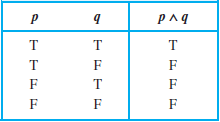 p q p ∧ q
T T T
T F F
F T F
F F F